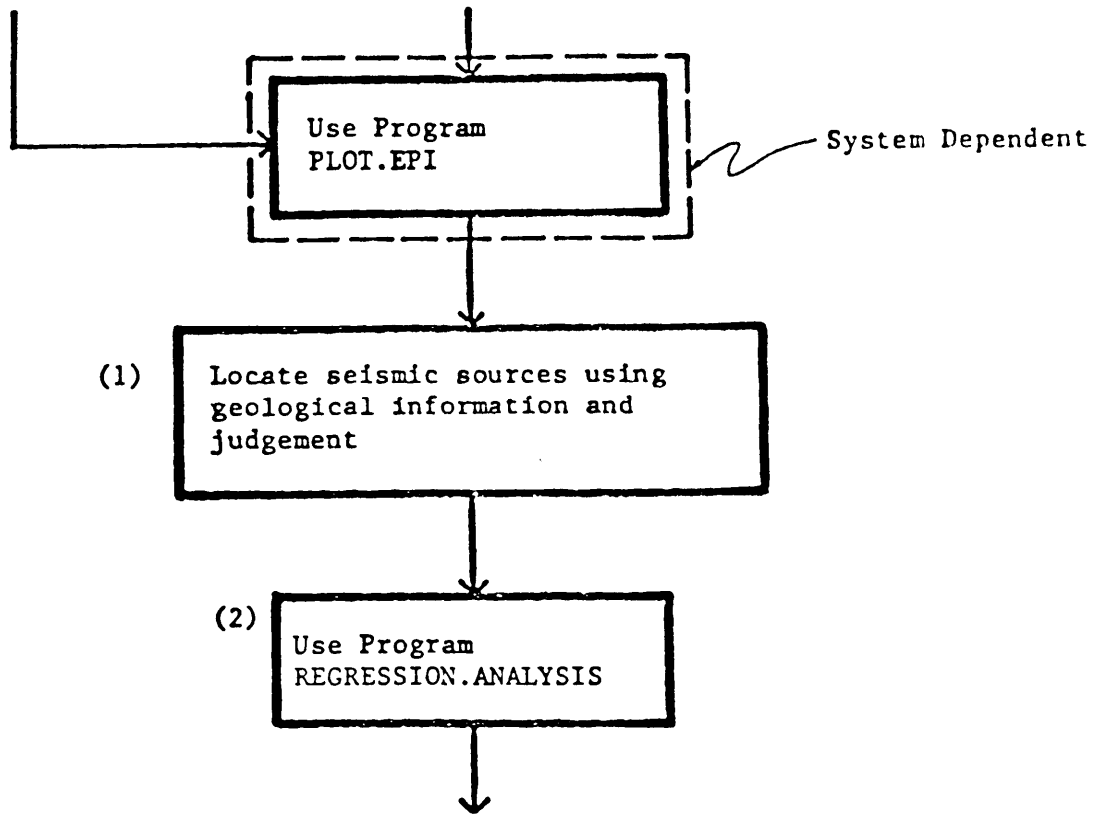 Use Program
PLOT.EPI
System Dependent
(1)
Locate seismic sources using
geological information and
judgement
(2)
Use Program
REGRESSION.ANALYSIS